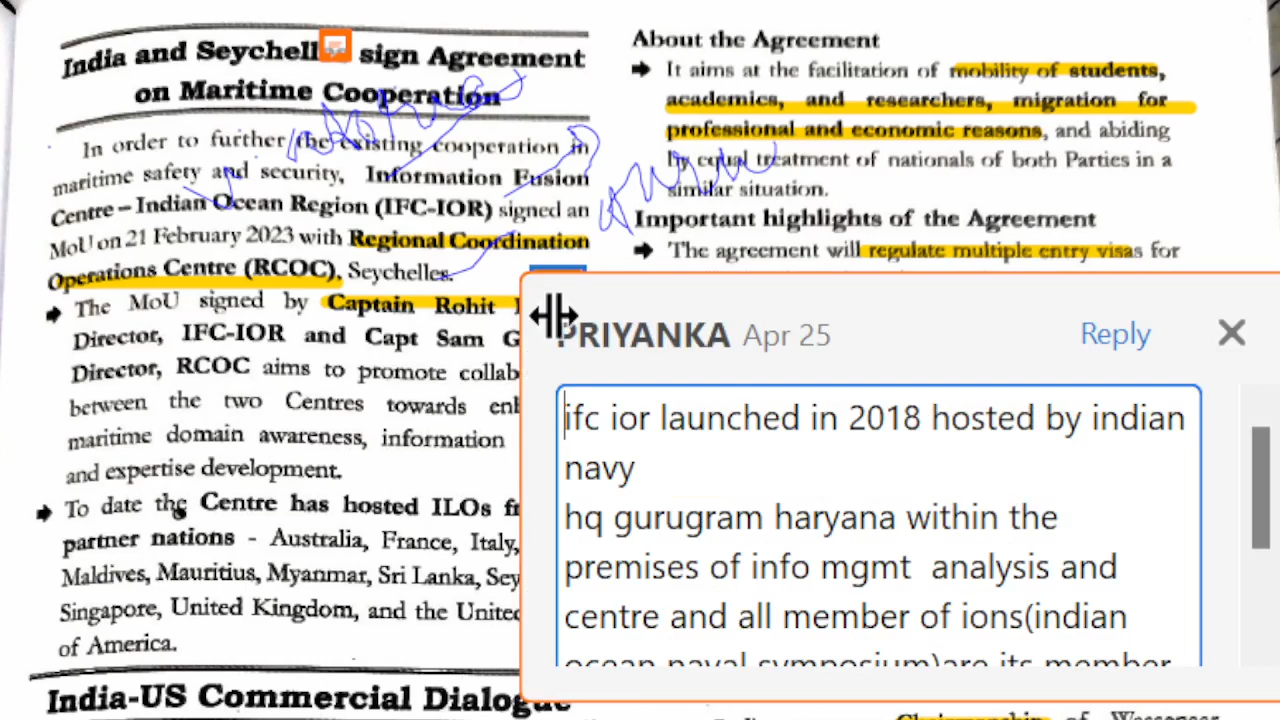 India and Seychell sign Agreement
on Maritime Cooperation
In order to further the existing cooperation in
maritime safety and security, Information Fusion
Centre – Indian Ocean Region (IFC-IOR) signed an
MoU on 21 February 2023 with Regional Coordination
Operations Centre (RCOC), Seychelles.
The MoU signed by Captain Rohit
Director, IFC-IOR and Capt Sam G
Director, RCOC aims to promote collab
between the two Centres towards enh
maritime domain awareness, information
and expertise development.
To date the Centre has hosted ILOs fr
partner nations - Australia, France, Italy,
Maldives, Mauritius, Myanmar, Sri Lanka, Sey
Singapore, United Kingdom, and the United
of America.
India-US Commercial Dialogue
About the Agreement
It aims at the facilitation of mobility of students,
academics, and researchers, migration for
professional and economic reasons, and abiding
by equal treatment of nationals of both Parties in a
similar situation.
Important highlights of the Agreement
The agreement will regulate multiple entry visas for
PRIYANKA Apr 25 Reply
ifc ior launched in 2018 hosted by indian
navy
hq gurugram haryana within the
premises of info mgmt analysis and
centre and all member of ions(indian
ocean naval symposium)are its member
Chairmanship of